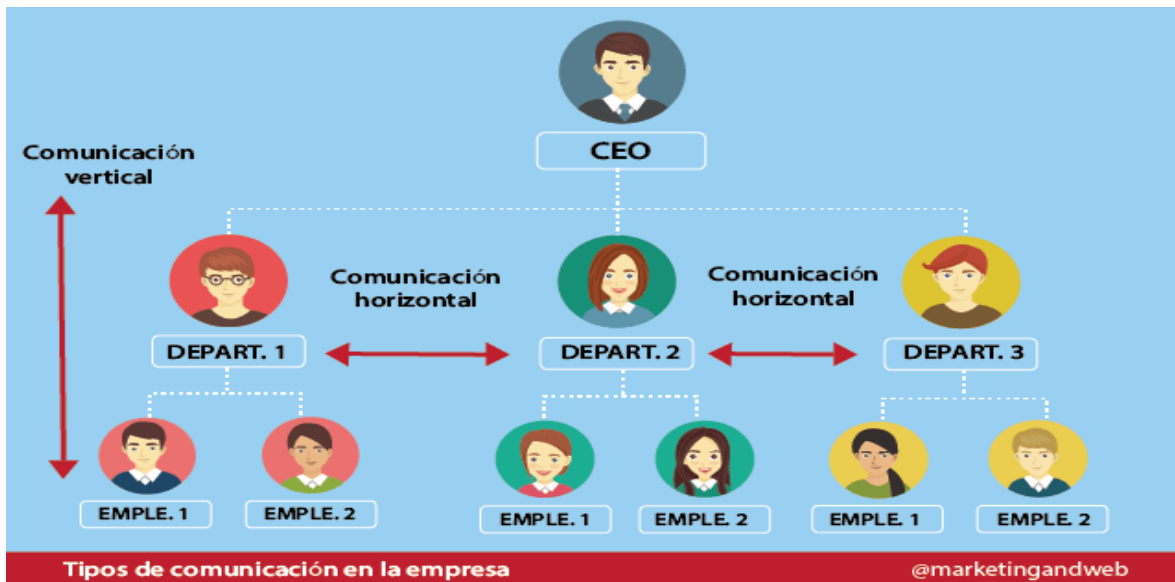 CEO
Comunicación
vertical
Comunicación
horizontal
Comunicación
horizontal
DEPART. 1
DEPART. 2
DEPART. 3
EMPLE. 1
EMPLE. 2
EMPLE. 1
EMPLE. 2
EMPLE. 1
EMPLE. 2
Tipos de comunicación en la empresa
@marketingandweb